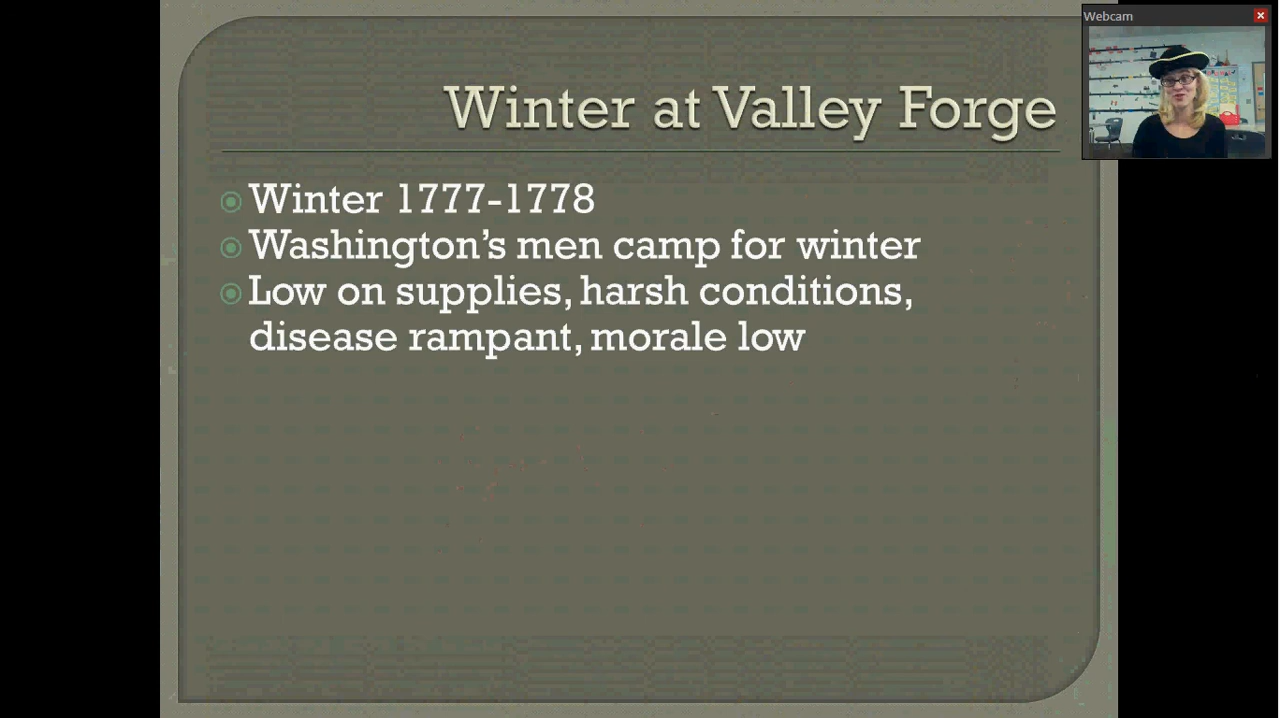 Webcam
Winter at Valley Forge
Winter 1777-1778
Washington's men camp for winter
Low on supplies, harsh conditions,
disease rampant, morale low